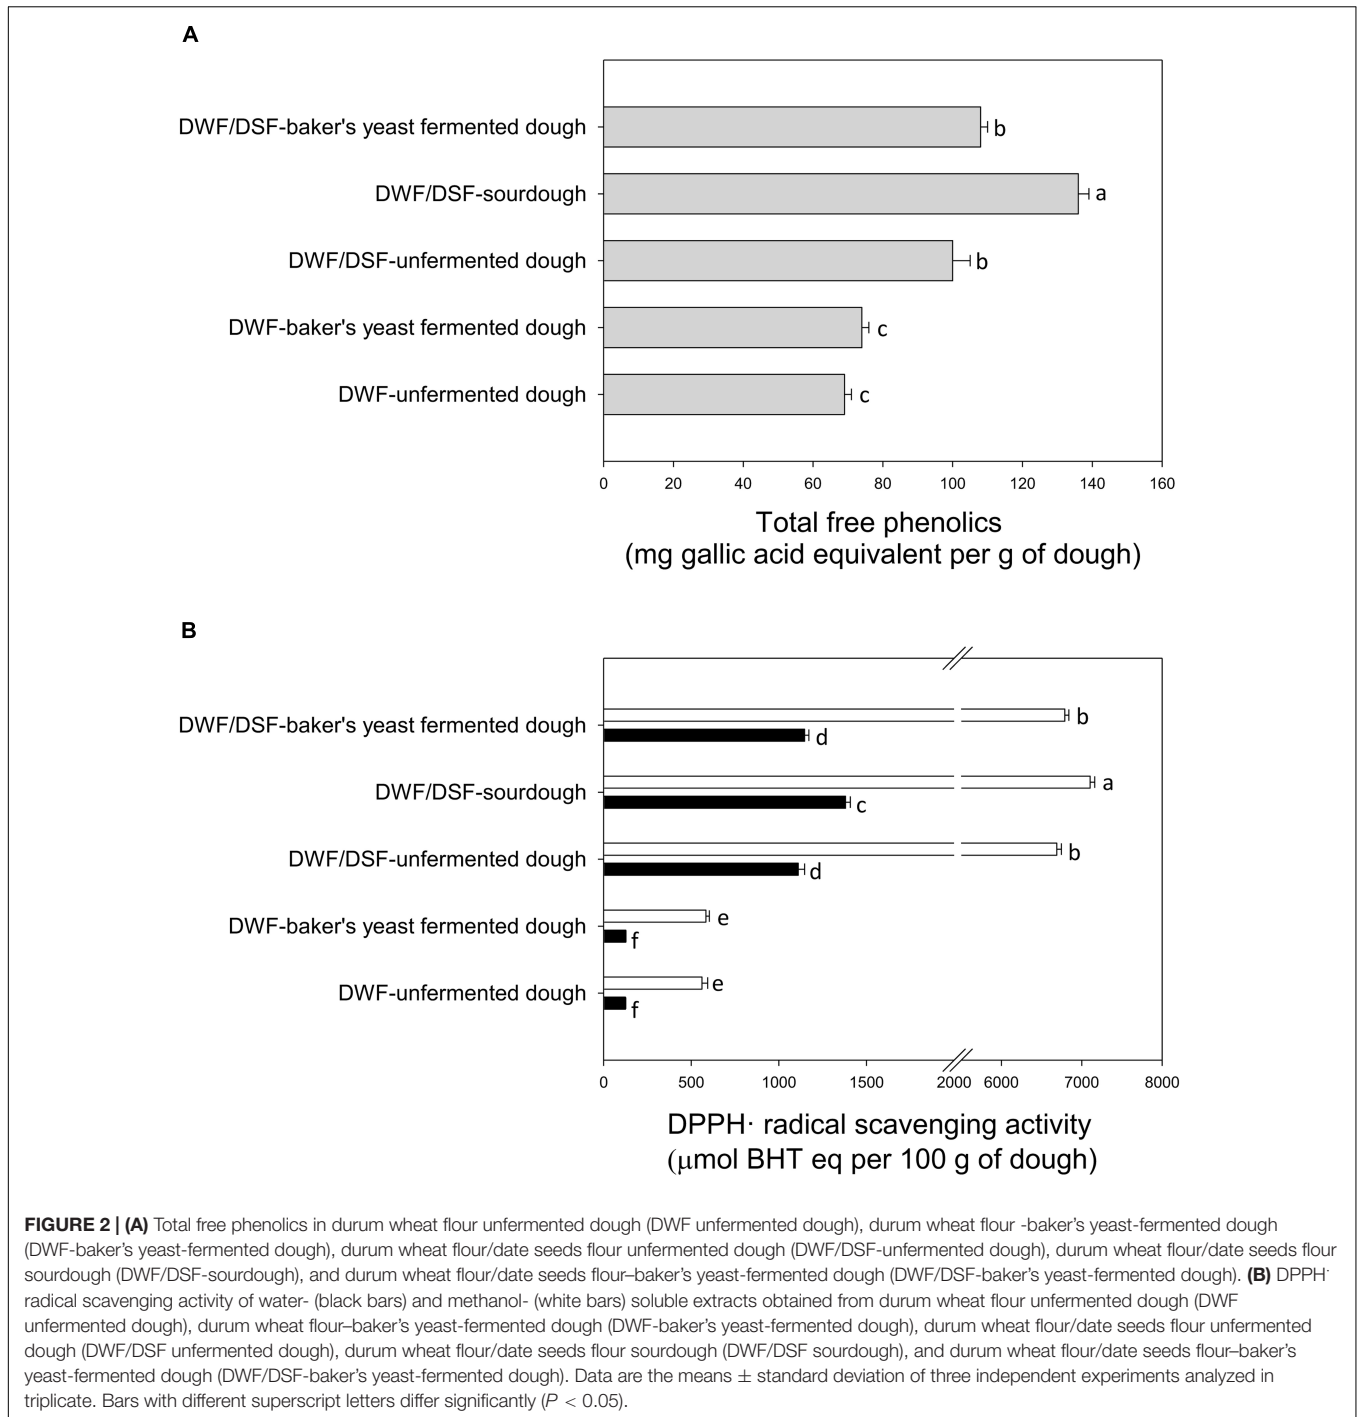 A
DWF/DSF-baker's yeast fermented dough
b
DWF/DSF-sourdough
a
DWF/DSF-unfermented dough
b
DWF-baker's yeast fermented dough
c
DWF-unfermented dough
c
0 20 40 60 80 100 120 140 160
Total free phenolics
(mg gallic acid equivalent per g of dough)
B
DWF/DSF-baker's yeast fermented dough
b
d
DWF/DSF-sourdough
a
c
DWF/DSF-unfermented dough
b
d
DWF-baker's yeast fermented dough
e
f
DWF-unfermented dough
e
f
0 500 1000 1500 2000 6000 7000 8000
DPPH· radical scavenging activity
(μmol BHT eq per 100 g of dough)
FIGURE 2 | (A) Total free phenolics in durum wheat flour unfermented dough (DWF unfermented dough), durum wheat flour -baker’s yeast-fermented dough
(DWF-baker’s yeast-fermented dough), durum wheat flour/date seeds flour unfermented dough (DWF/DSF-unfermented dough), durum wheat flour/date seeds flour
sourdough (DWF/DSF-sourdough), and durum wheat flour/date seeds flour–baker’s yeast-fermented dough (DWF/DSF-baker’s yeast-fermented dough). (B) DPPH·
radical scavenging activity of water- (black bars) and methanol- (white bars) soluble extracts obtained from durum wheat flour unfermented dough (DWF
unfermented dough), durum wheat flour–baker’s yeast-fermented dough (DWF-baker’s yeast-fermented dough), durum wheat flour/date seeds flour unfermented
dough (DWF/DSF unfermented dough), durum wheat flour/date seeds flour sourdough (DWF/DSF sourdough), and durum wheat flour/date seeds flour–baker’s
yeast-fermented dough (DWF/DSF-baker’s yeast-fermented dough). Data are the means ± standard deviation of three independent experiments analyzed in
triplicate. Bars with different superscript letters differ significantly (P < 0.05).